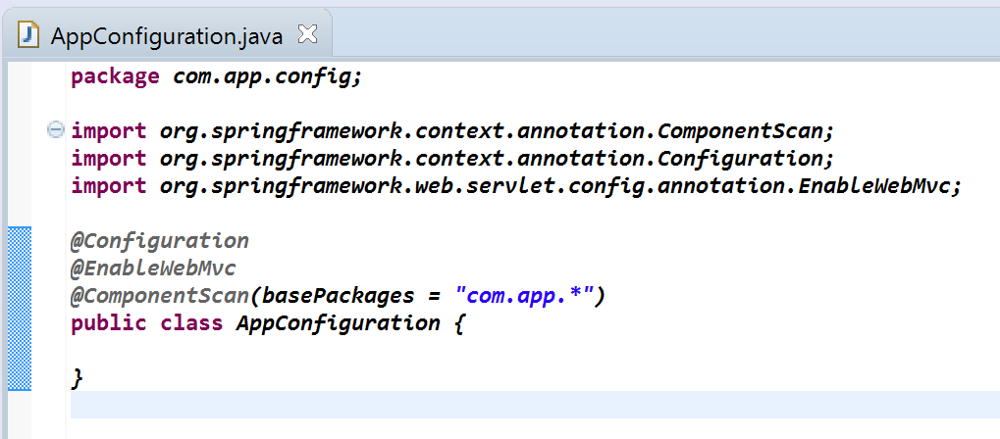 AppConfiguration.java
package com.app.config;
import org.springframework.context.annotation.ComponentScan;
import org.springframework.context.annotation.Configuration;
import org.springframework.web.servlet.config.annotation.EnableWebMvc;
@Configuration
@EnableWebMvc
@ComponentScan(basePackages = "com.app.*")
public class AppConfiguration {
}